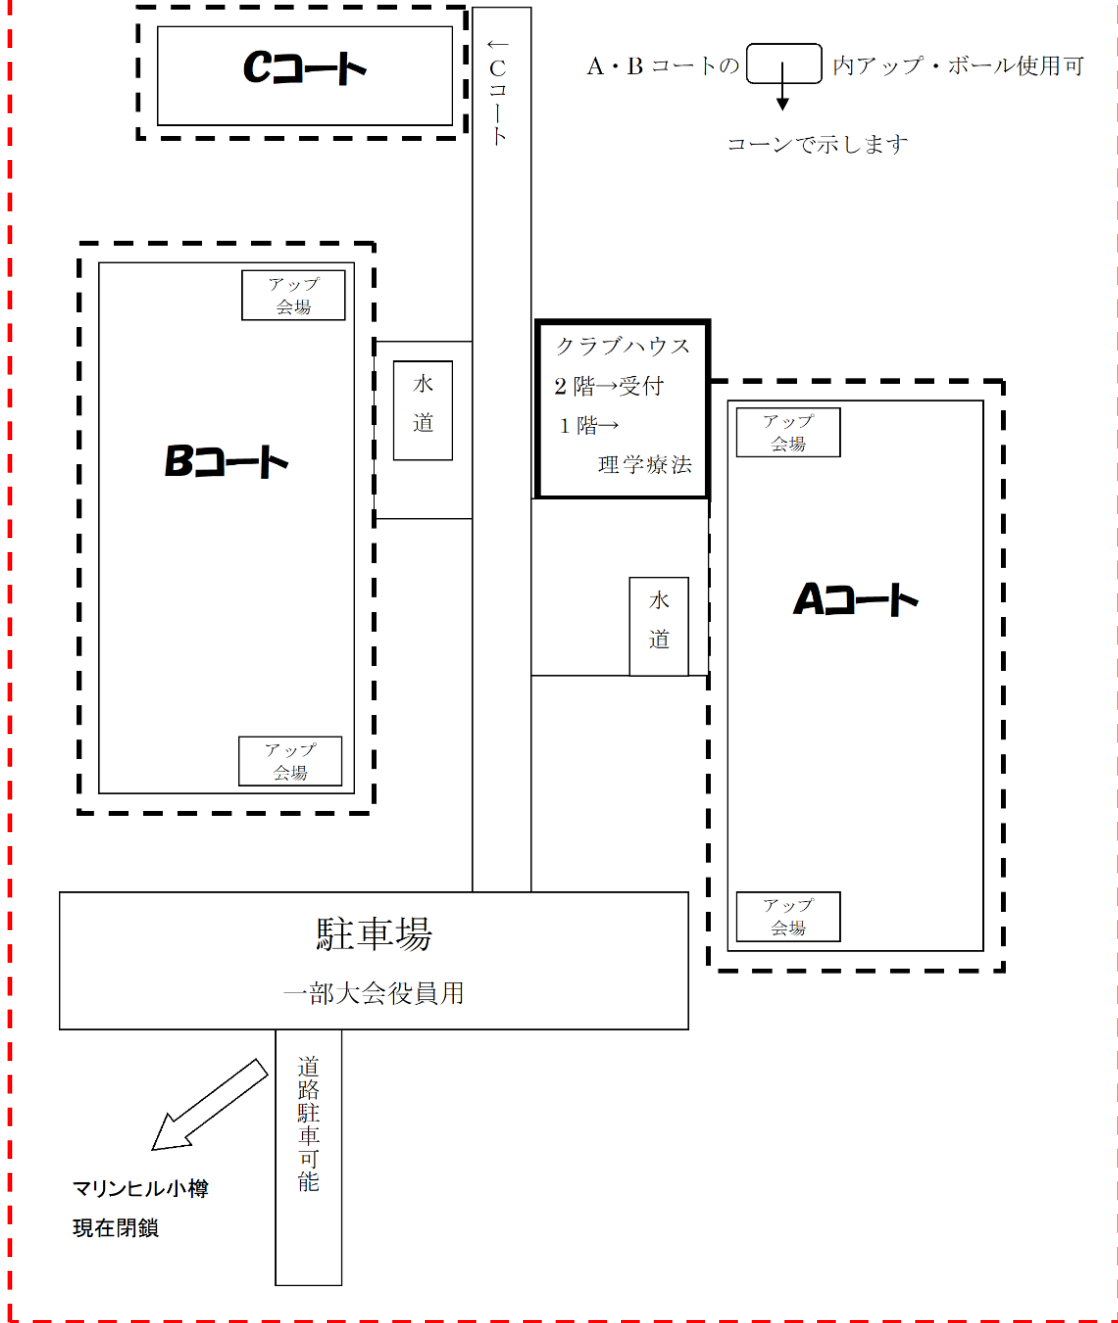 Cコート
←Cコート
A・Bコートの 内アップ・ボール使用可
コーンで示します
アップ
会場
Bコート
アップ
会場
水
道
クラブハウス
2階→受付
1階→
理学療法
水
道
アップ
会場
Aコート
アップ
会場
駐車場
一部大会役員用
道路駐車可能
マリンヒル小樽
現在閉鎖